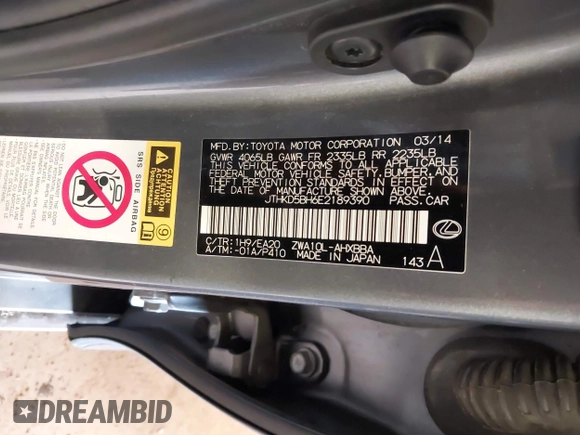 MFD.BY:TOYOTA MOTOR CORPORATION 03/14
GVWR 4065LB GAWR FR 2335LB RR 2235LB
THIS VEHICLE CONFORMS TO ALL APPLICABLE
FEDERAL MOTOR VEHICLE SAFETY, BUMPER, AND
THEFT PREVENTION STANDARDS IN EFFECT ON
THE DATE OF MANUFACTURE SHOWN ABOVE.
JTHKD5BH6E2189390 PASS.CAR
C/TR:1H9/EA20 ZWA10L-AHXBBA
A/TM:-01A/P410 MADE IN JAPAN 143 A
CAUTION
ATTENTION
SRS SIDE AIRBAG
9
DREAMBID